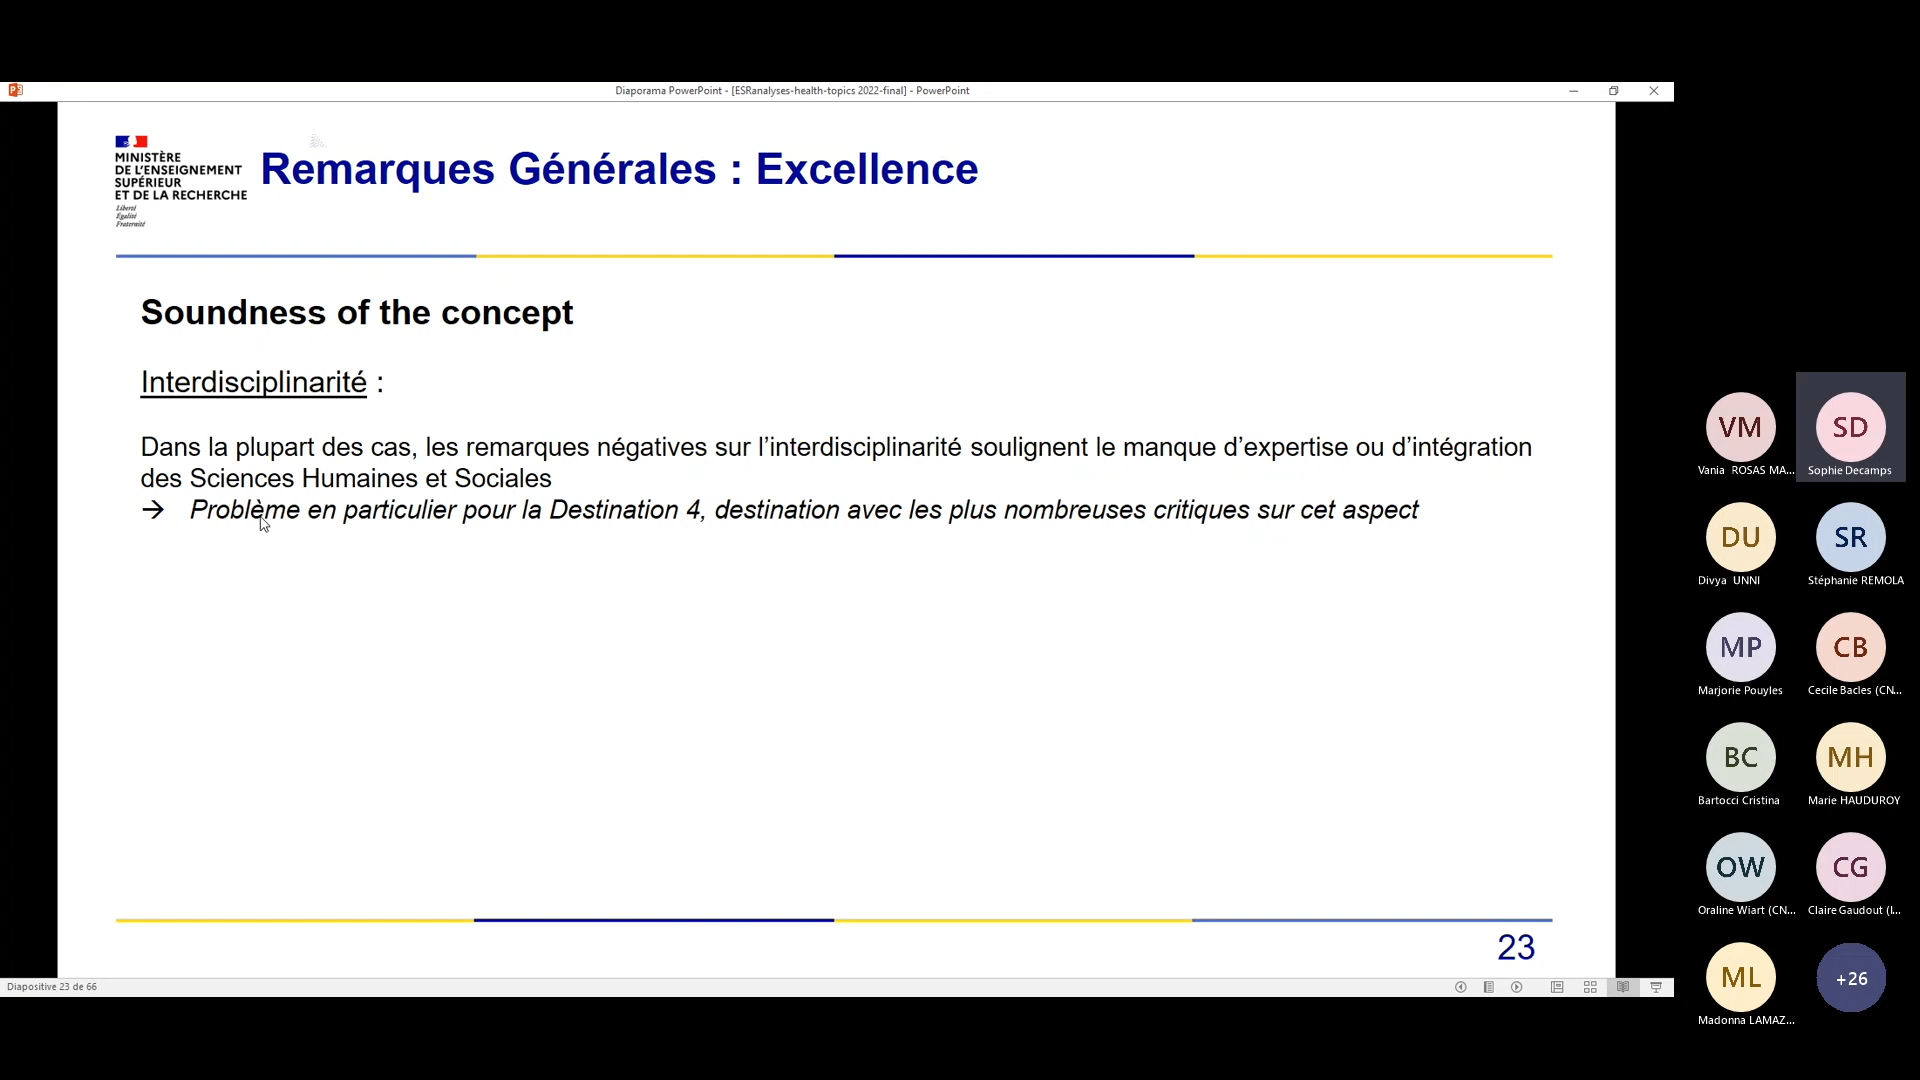 Diaporama PowerPoint - [ESRanalyses-health-topics 2022-final] - PowerPoint
MINISTÈRE
DE L'ENSEIGNEMENT
SUPÉRIEUR
ET DE LA RECHERCHE
Liberté
Égalité
Fraternité
Remarques Générales : Excellence
Soundness of the concept
Interdisciplinarité :
Dans la plupart des cas, les remarques négatives sur l’interdisciplinarité soulignent le manque d’expertise ou d’intégration
des Sciences Humaines et Sociales
→ Problème en particulier pour la Destination 4, destination avec les plus nombreuses critiques sur cet aspect
23
Diapositive 23 de 66
VM
Vania ROSAS MA...
SD
Sophie Decamps
DU
Divya UNNI
SR
Stéphanie REMOLA
MP
Marjorie Pouyles
CB
Cecile Bacles (CN...
BC
Bartocci Cristina
MH
Marie HAUDUROY
OW
Oraline Wiart (CN...
CG
Claire Gaudout (I...
ML
Madonna LAMAZ...
+26